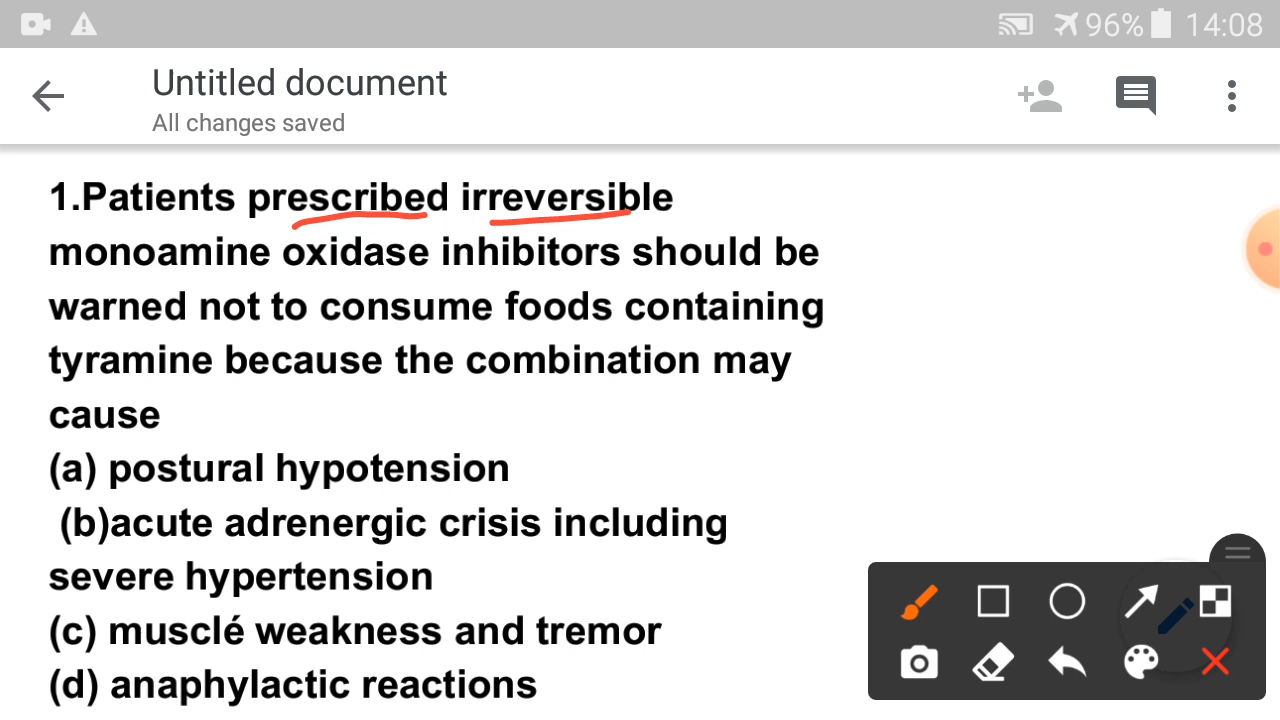 96% 14:08
Untitled document
All changes saved
1.Patients prescribed irreversible
monoamine oxidase inhibitors should be
warned not to consume foods containing
tyramine because the combination may
cause
(a) postural hypotension
(b)acute adrenergic crisis including
severe hypertension
(c) musclé weakness and tremor
(d) anaphylactic reactions